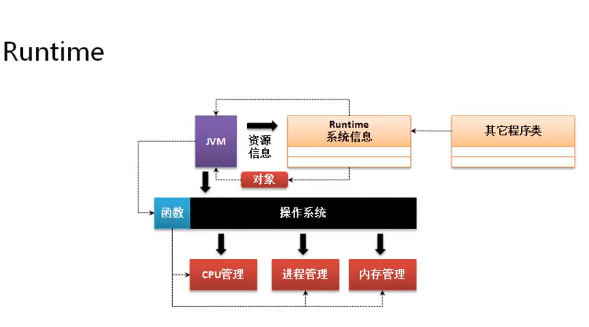 Runtime
JVM
资源
信息
Runtime
系统信息
其它程序类
对象
函数
操作系统
CPU管理
进程管理
内存管理